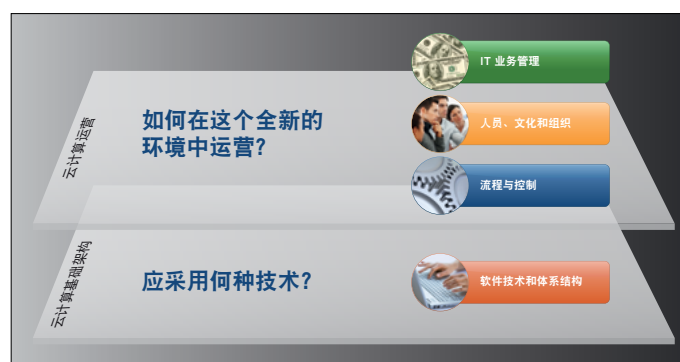 IT 业务管理
云计算运营
如何在这个全新的
环境中运营?
人员、文化和组织
流程与控制
云计算基础架构
应采用何种技术?
软件技术和体系结构